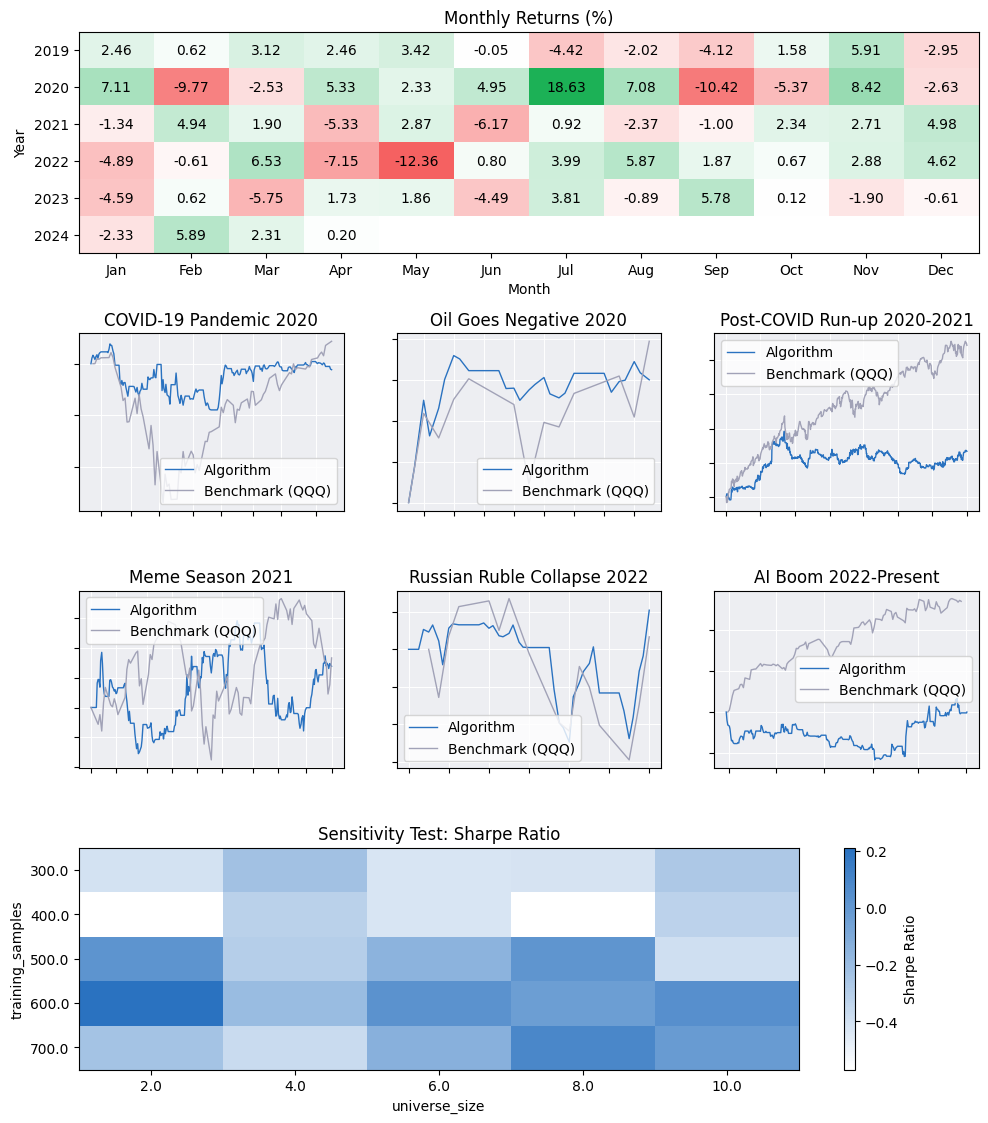 Monthly Returns (%)
2019 2.46 0.62 3.12 2.46 3.42 -0.05 -4.42 -2.02 -4.12 1.58 5.91 -2.95
2020 7.11 -9.77 -2.53 5.33 2.33 4.95 18.63 7.08 -10.42 -5.37 8.42 -2.63
2021 -1.34 4.94 1.90 -5.33 2.87 -6.17 0.92 -2.37 -1.00 2.34 2.71 4.98
2022 -4.89 -0.61 6.53 -7.15 -12.36 0.80 3.99 5.87 1.87 0.67 2.88 4.62
2023 -4.59 0.62 -5.75 1.73 1.86 -4.49 3.81 -0.89 5.78 0.12 -1.90 -0.61
2024 -2.33 5.89 2.31 0.20
Year
Jan Feb Mar Apr May Jun Jul Aug Sep Oct Nov Dec
Month
COVID-19 Pandemic 2020
Algorithm
Benchmark (QQQ)
Oil Goes Negative 2020
Algorithm
Benchmark (QQQ)
Post-COVID Run-up 2020-2021
Algorithm
Benchmark (QQQ)
Meme Season 2021
Algorithm
Benchmark (QQQ)
Russian Ruble Collapse 2022
Algorithm
Benchmark (QQQ)
AI Boom 2022-Present
Algorithm
Benchmark (QQQ)
Sensitivity Test: Sharpe Ratio
training_samples
300.0
400.0
500.0
600.0
700.0
2.0 4.0 6.0 8.0 10.0
universe_size
0.2
0.0
−0.2
−0.4
Sharpe Ratio